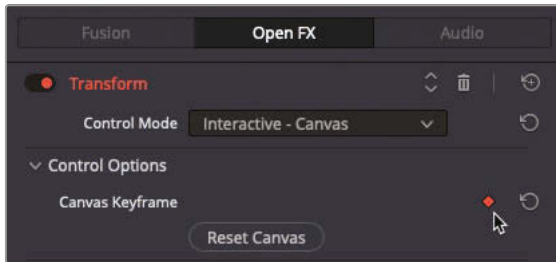 Fusion Open FX Audio
Transform
Control Mode Interactive - Canvas
Control Options
Canvas Keyframe
Reset Canvas